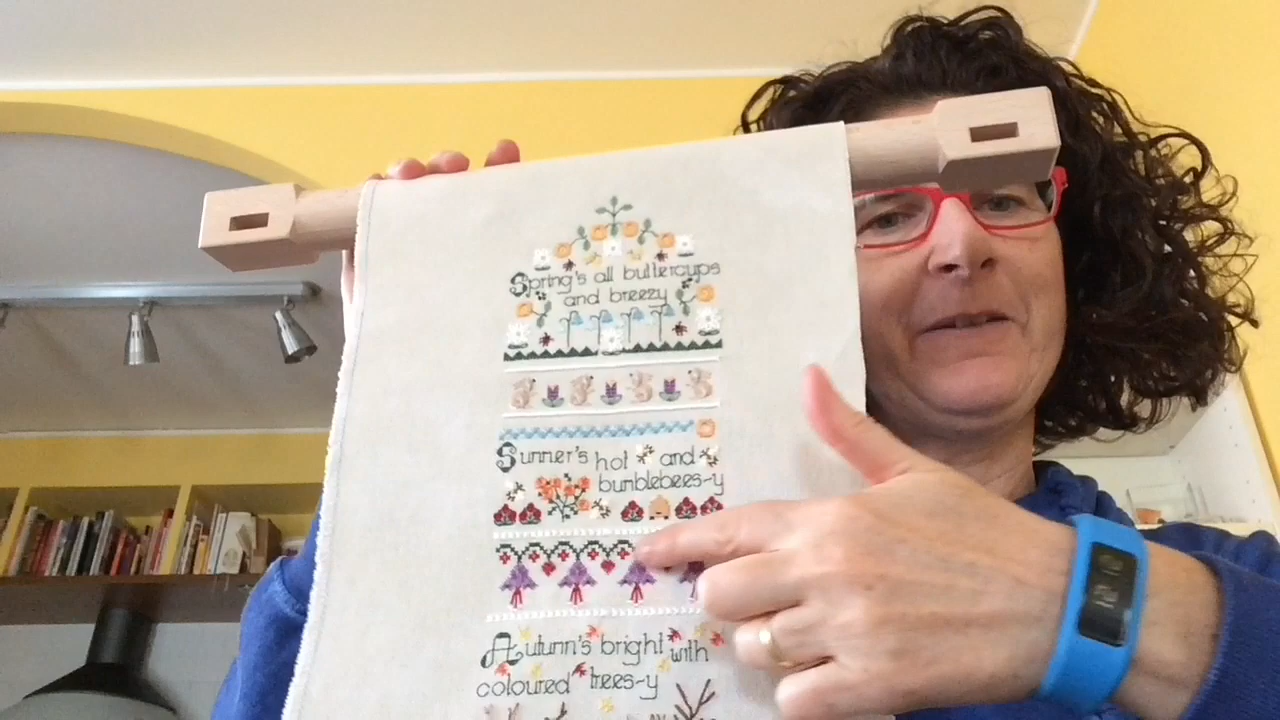 Spring's all buttercups
and breezy
Summer's hot and
bumblebees-y
Autumn's bright with
coloured trees-y